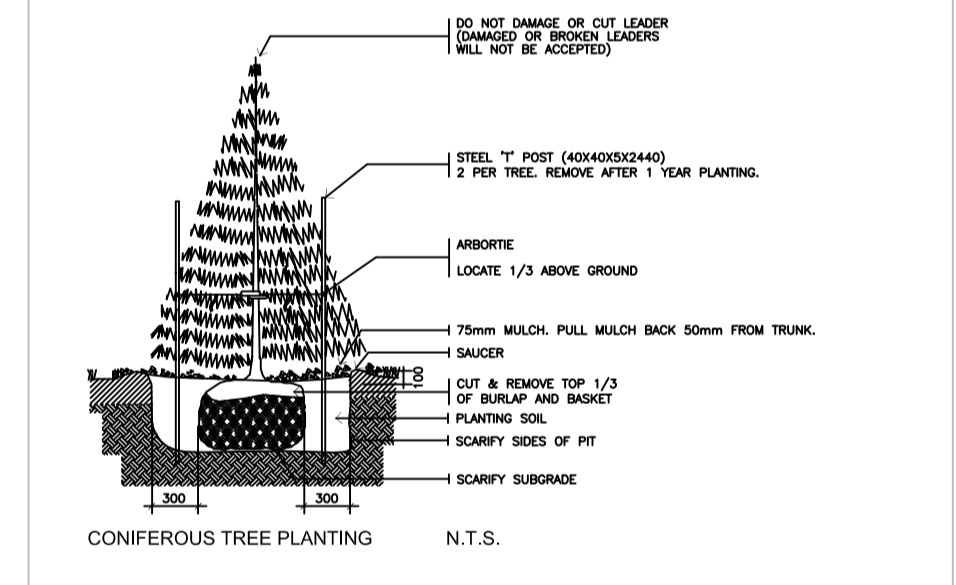 DO NOT DAMAGE OR CUT LEADER
(DAMAGED OR BROKEN LEADERS
WILL NOT BE ACCEPTED)
STEEL 'T' POST (40X40X5X2440)
2 PER TREE. REMOVE AFTER 1 YEAR PLANTING.
ARBORTIE
LOCATE 1/3 ABOVE GROUND
75mm MULCH. PULL MULCH BACK 50mm FROM TRUNK.
SAUCER
100
CUT & REMOVE TOP 1/3
OF BURLAP AND BASKET
PLANTING SOIL
SCARIFY SIDES OF PIT
SCARIFY SUBGRADE
300 300
CONIFEROUS TREE PLANTING N.T.S.